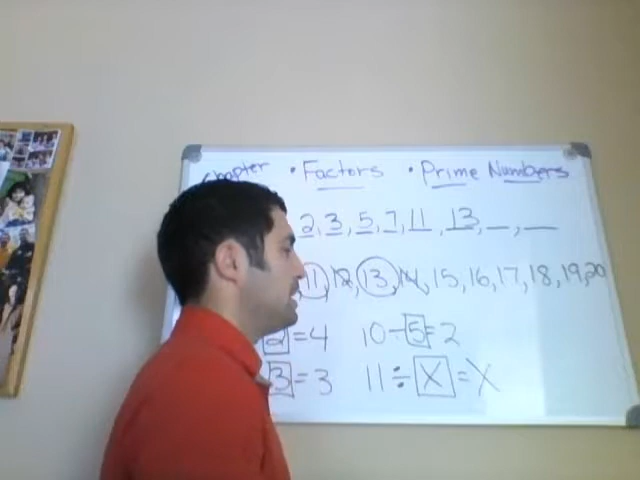 Chapter • Factors • Prime Numbers
2, 3, 5, 7, 11, 13, __, __
11, 12, 13, 14, 15, 16, 17, 18, 19, 20
2 = 4 10 ÷ 5 = 2
3 = 3 11 ÷ X = X